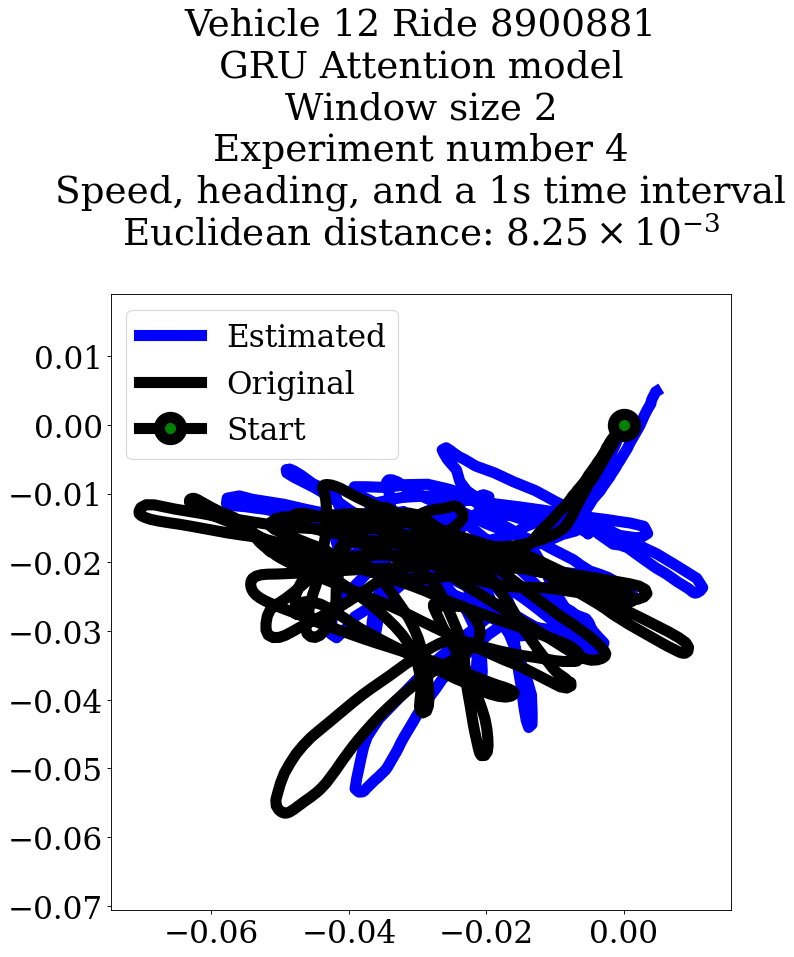 Vehicle 12 Ride 8900881
GRU Attention model
Window size 2
Experiment number 4
Speed, heading, and a 1s time interval
Euclidean distance: 8.25 × 10⁻³
Estimated
Original
Start
0.01
0.00
−0.01
−0.02
−0.03
−0.04
−0.05
−0.06
−0.07
−0.06 −0.04 −0.02 0.00